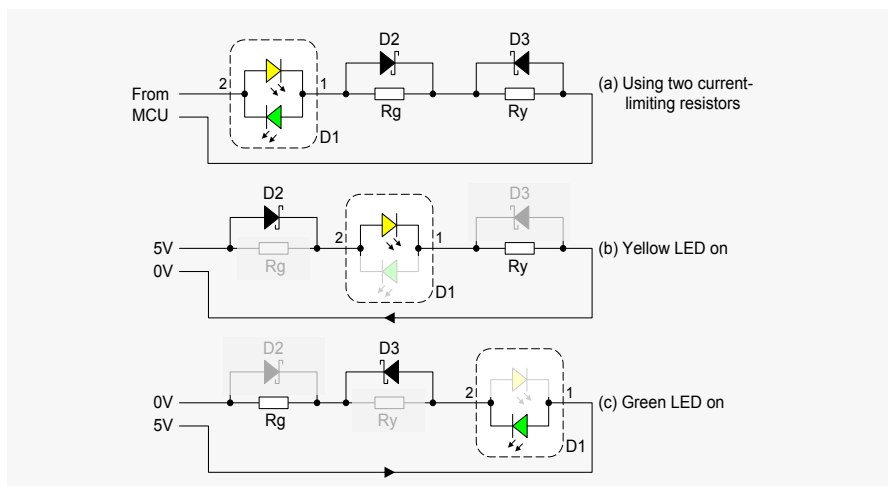 D2 D3
2 1
From
MCU
Rg Ry
D1
(a) Using two current-
limiting resistors
D2 D3
2 1
5V
0V
Rg Ry
D1
(b) Yellow LED on
D2 D3
2 1
0V
5V
Rg Ry
D1
(c) Green LED on